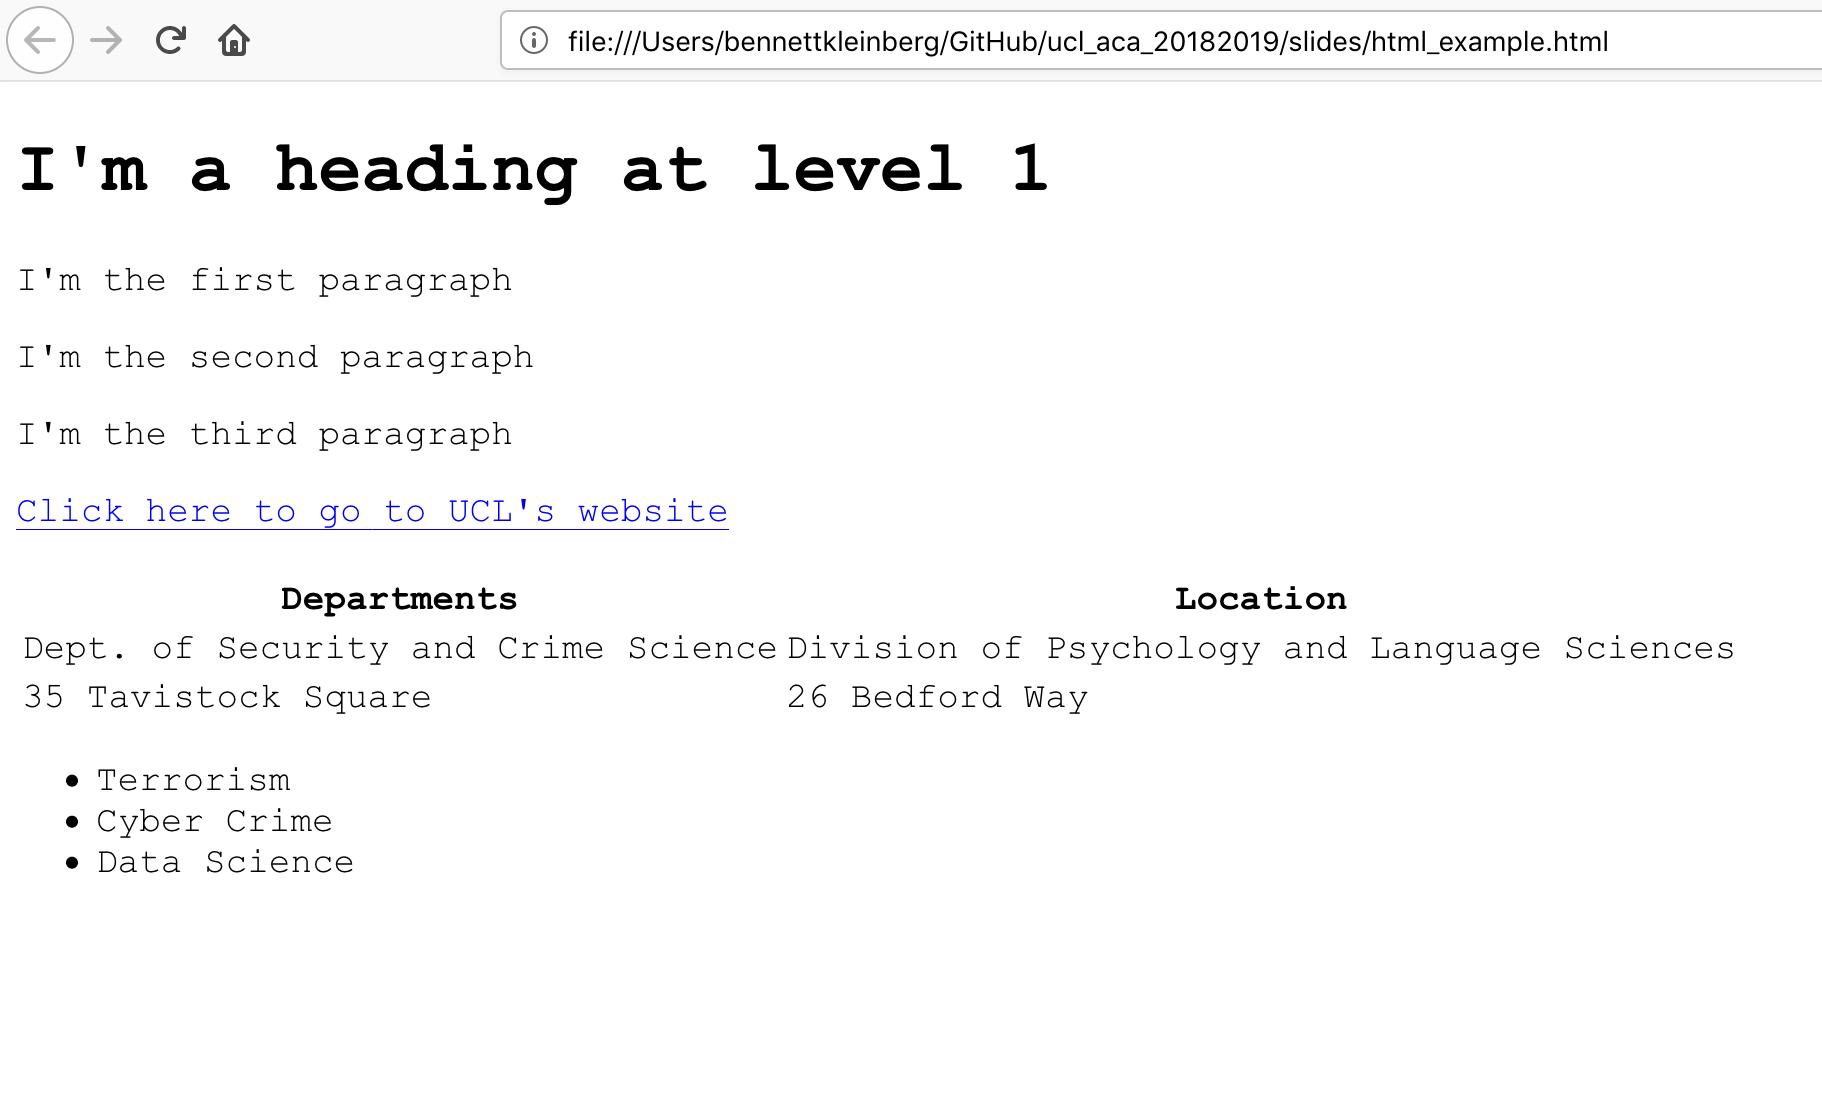 file:///Users/bennettkleinberg/GitHub/ucl_aca_20182019/slides/html_example.html
I'm a heading at level 1
I'm the first paragraph
I'm the second paragraph
I'm the third paragraph
Click here to go to UCL's website
Departments Location
Dept. of Security and Crime Science Division of Psychology and Language Sciences
35 Tavistock Square 26 Bedford Way
• Terrorism
• Cyber Crime
• Data Science